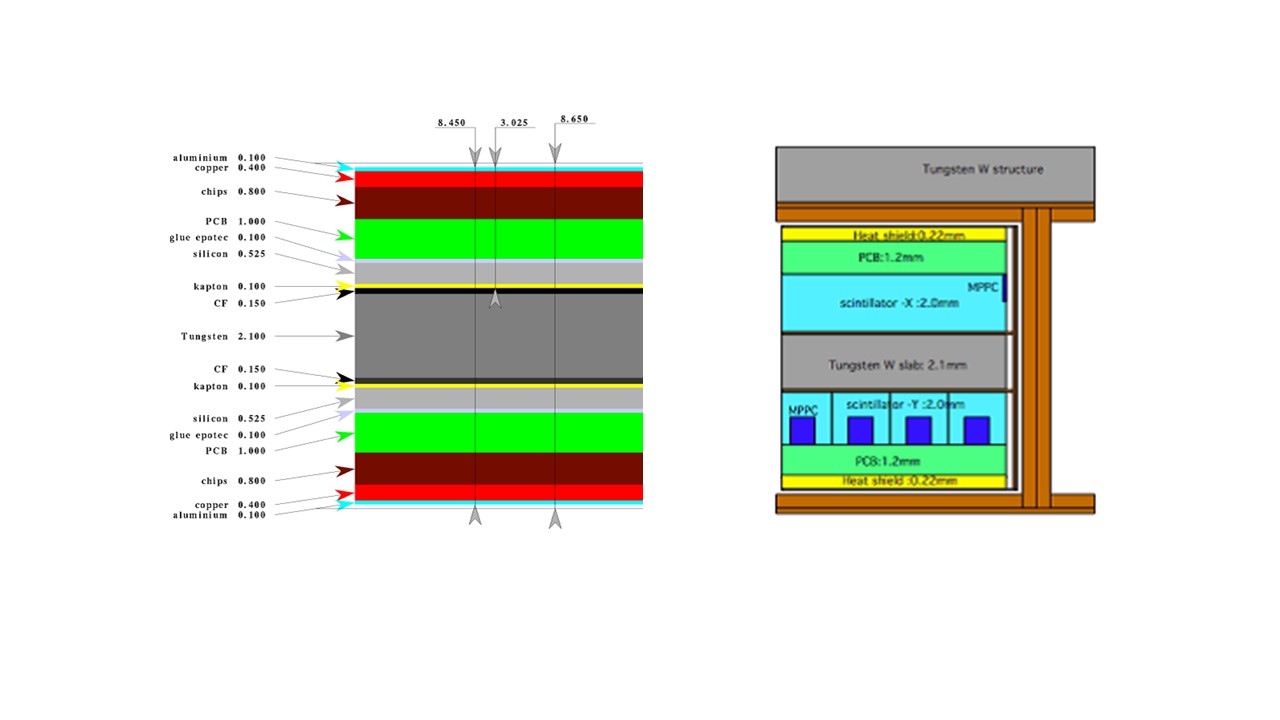 8.450
3.025
8.650
aluminium 0.100
copper 0.400
chips 0.800
PCB 1.000
glue epotec 0.100
silicon 0.525
kapton 0.100
CF 0.150
Tungsten 2.100
CF 0.150
kapton 0.100
silicon 0.525
glue epotec 0.100
PCB 1.000
chips 0.800
copper 0.400
aluminium 0.100
Tungsten W structure
Heat shield:0.22mm
PCB:1.2mm
MPPC
scintillator -X :2.0mm
Tungsten W slab: 2.1mm
scintillator -Y :2.0mm
MPPC
PCB:1.2mm
Heat shield :0.22mm